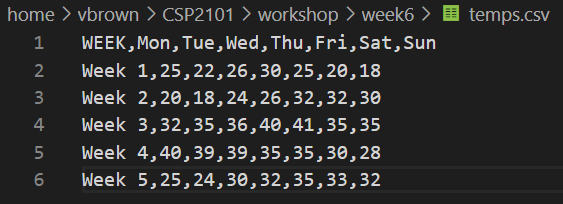 home > vbrown > CSP2101 > workshop > week6 > temps.csv
1 WEEK,Mon,Tue,Wed,Thu,Fri,Sat,Sun
2 Week 1,25,22,26,30,25,20,18
3 Week 2,20,18,24,26,32,32,30
4 Week 3,32,35,36,40,41,35,35
5 Week 4,40,39,39,35,35,30,28
6 Week 5,25,24,30,32,35,33,32